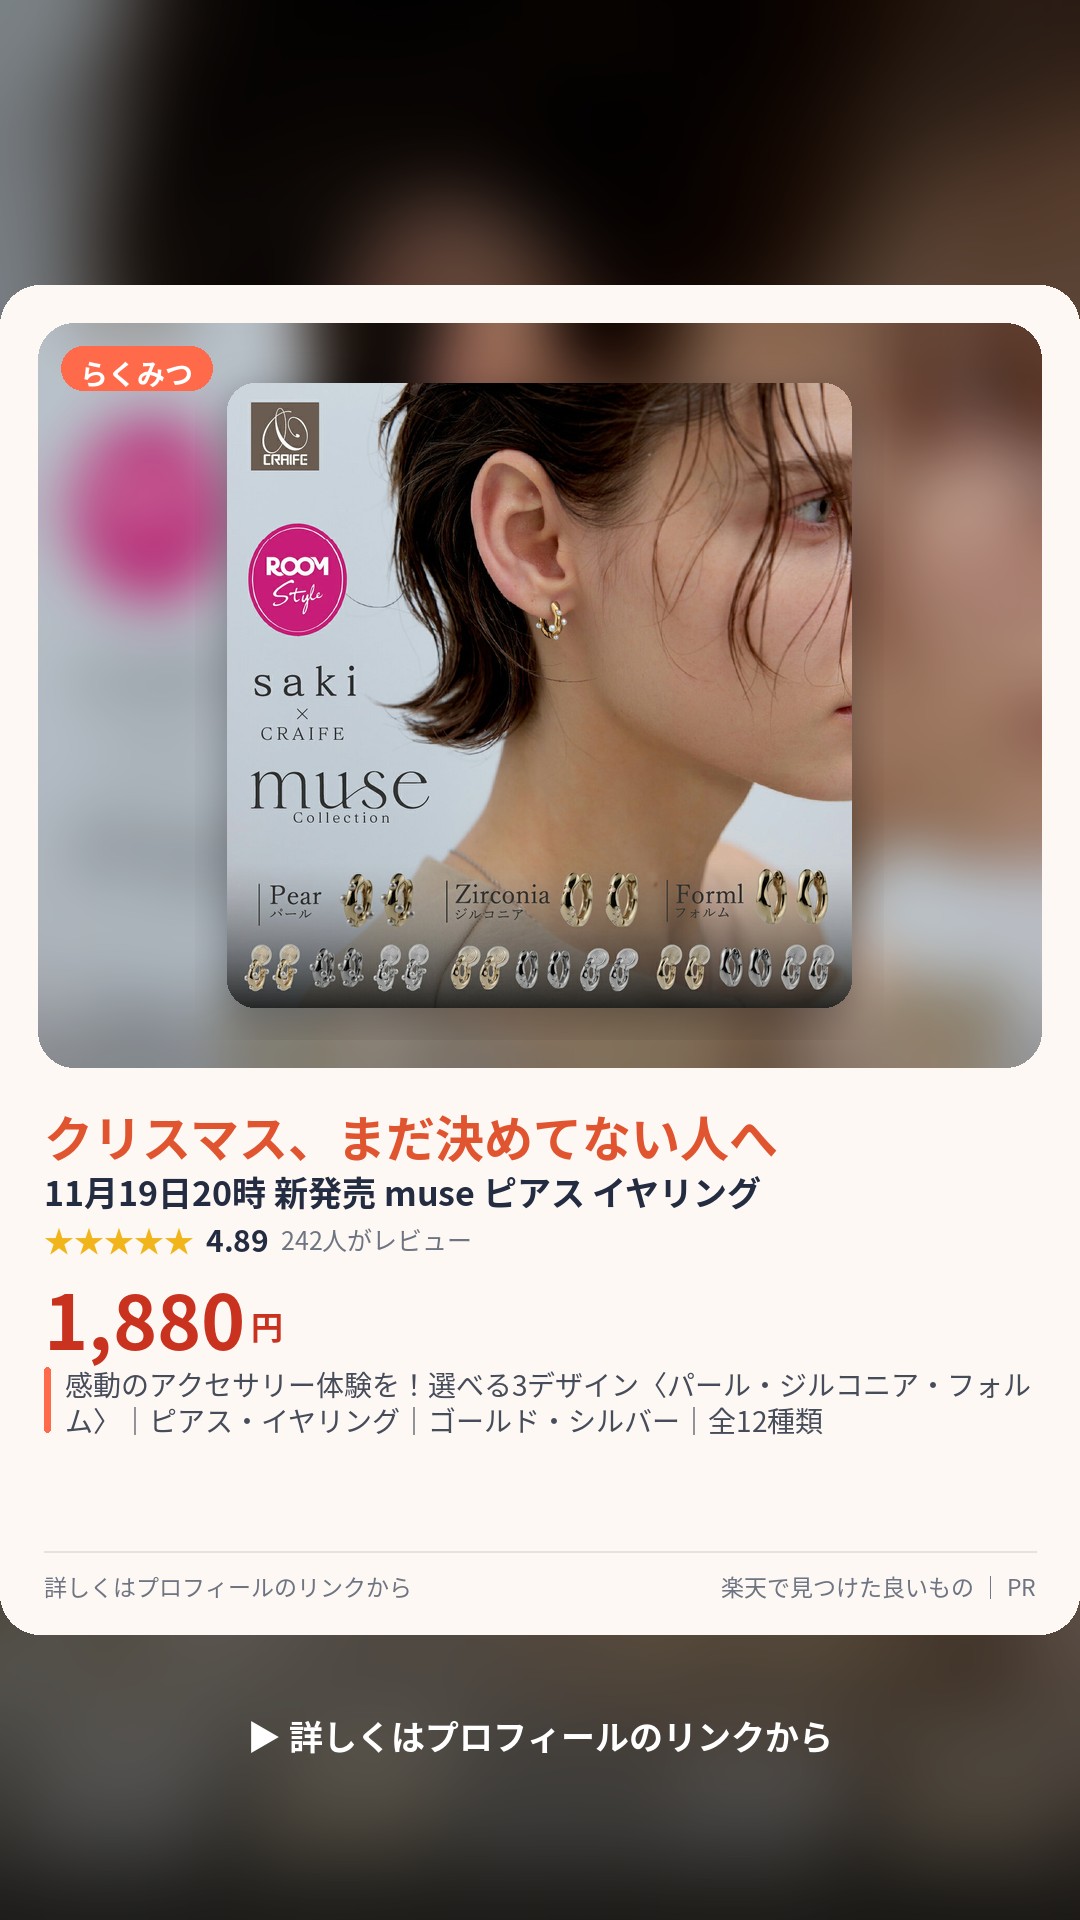 らくみつ
CRAIFE
ROOM
Style
saki
×
CRAIFE
muse
Collection
Pear
パール
Zirconia
ジルコニア
Forml
フォルム
クリスマス、まだ決めてない人へ
11月19日20時 新発売 muse ピアス イヤリング
★★★★★ 4.89 242人がレビュー
1,880円
感動のアクセサリー体験を！選べる3デザイン〈パール・ジルコニア・フォル
ム〉｜ピアス・イヤリング｜ゴールド・シルバー｜全12種類
詳しくはプロフィールのリンクから
楽天で見つけた良いもの｜PR
▶ 詳しくはプロフィールのリンクから